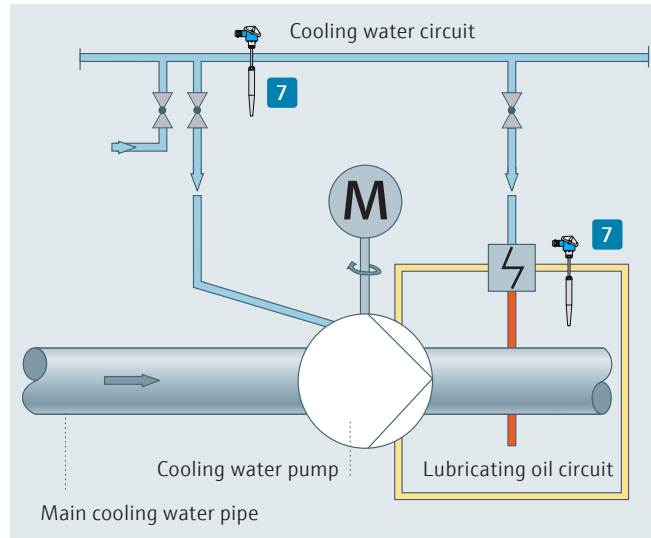 Cooling water circuit
7
M
7
Cooling water pump
Lubricating oil circuit
Main cooling water pipe